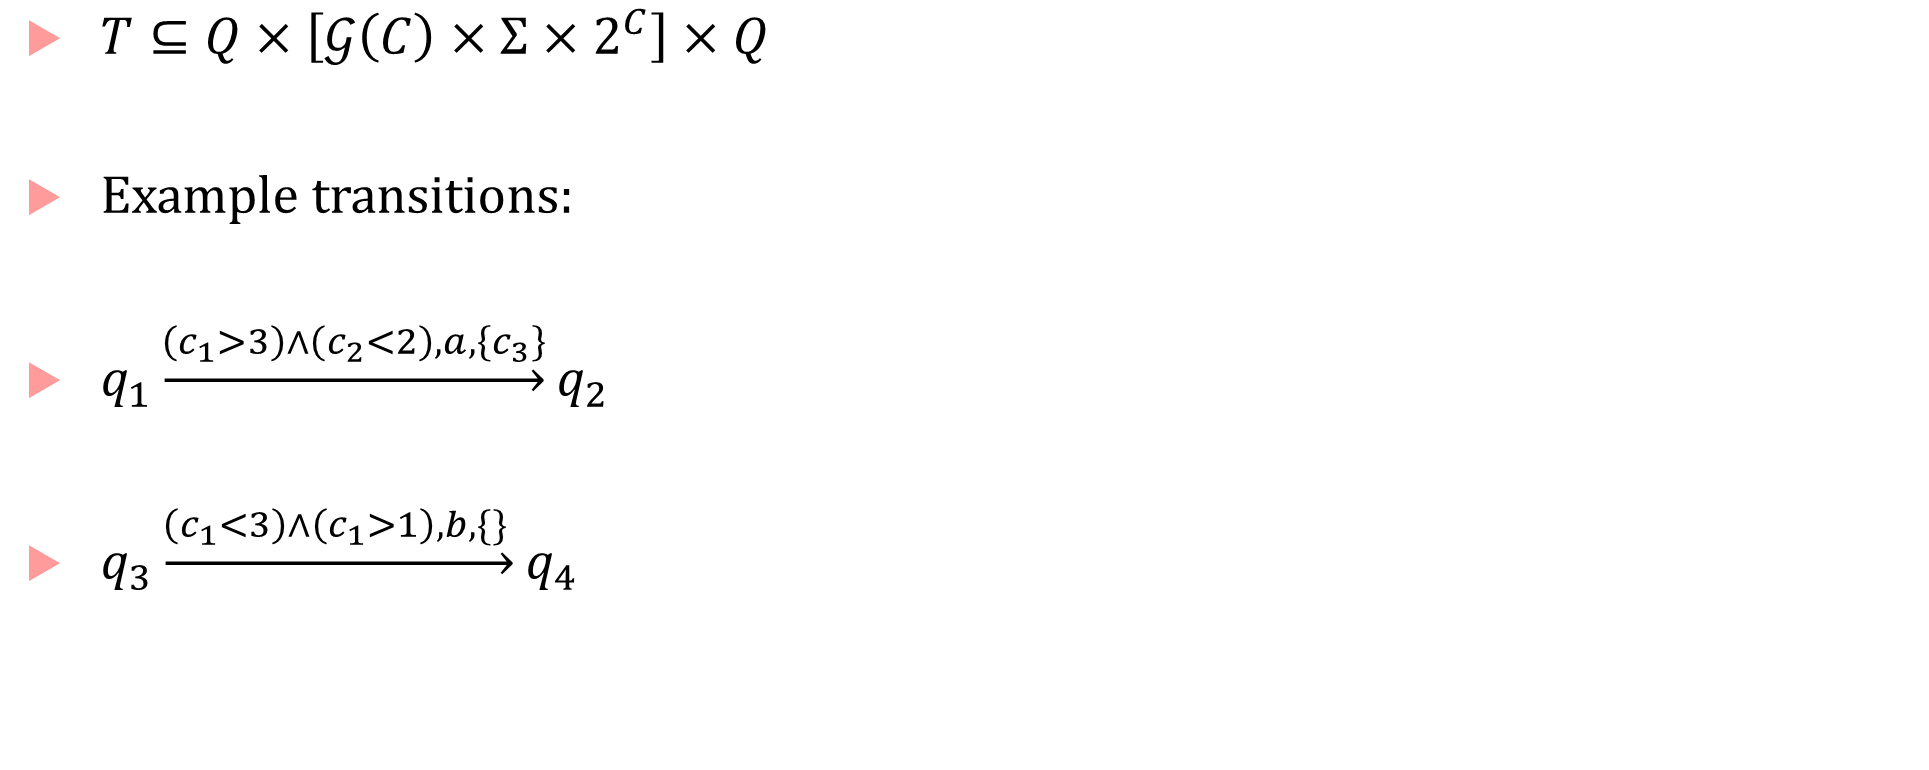 T ⊆ Q × [𝒢(C) × Σ × 2^C] × Q
Example transitions:
(c₁>3)∧(c₂<2),a,{c₃}
q₁ ⟶ q₂
(c₁<3)∧(c₁>1),b,{}
q₃ ⟶ q₄